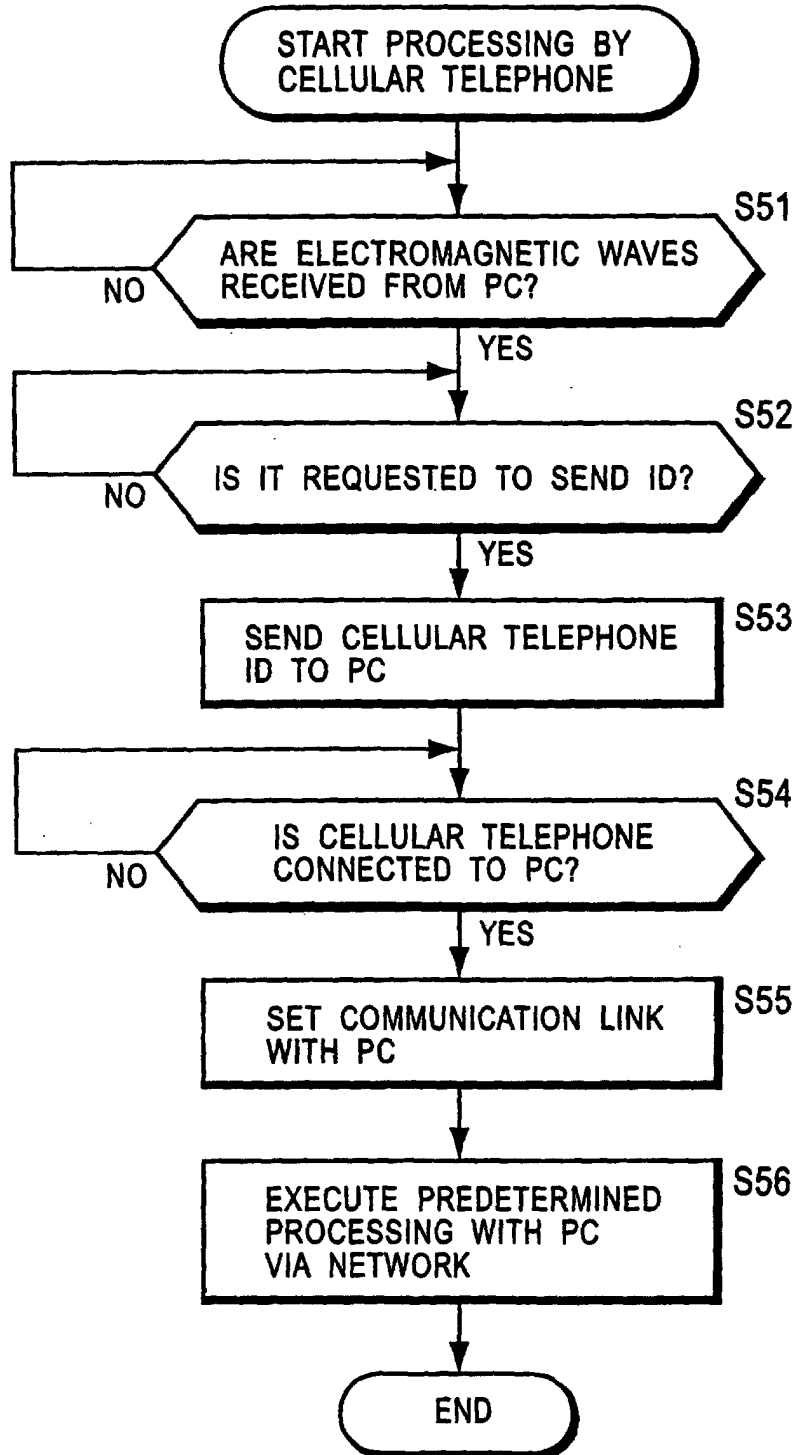 START PROCESSING BY
CELLULAR TELEPHONE
S51
ARE ELECTROMAGNETIC WAVES
RECEIVED FROM PC?
NO
YES
S52
IS IT REQUESTED TO SEND ID?
NO
YES
S53
SEND CELLULAR TELEPHONE
ID TO PC
S54
IS CELLULAR TELEPHONE
CONNECTED TO PC?
NO
YES
S55
SET COMMUNICATION LINK
WITH PC
S56
EXECUTE PREDETERMINED
PROCESSING WITH PC
VIA NETWORK
END